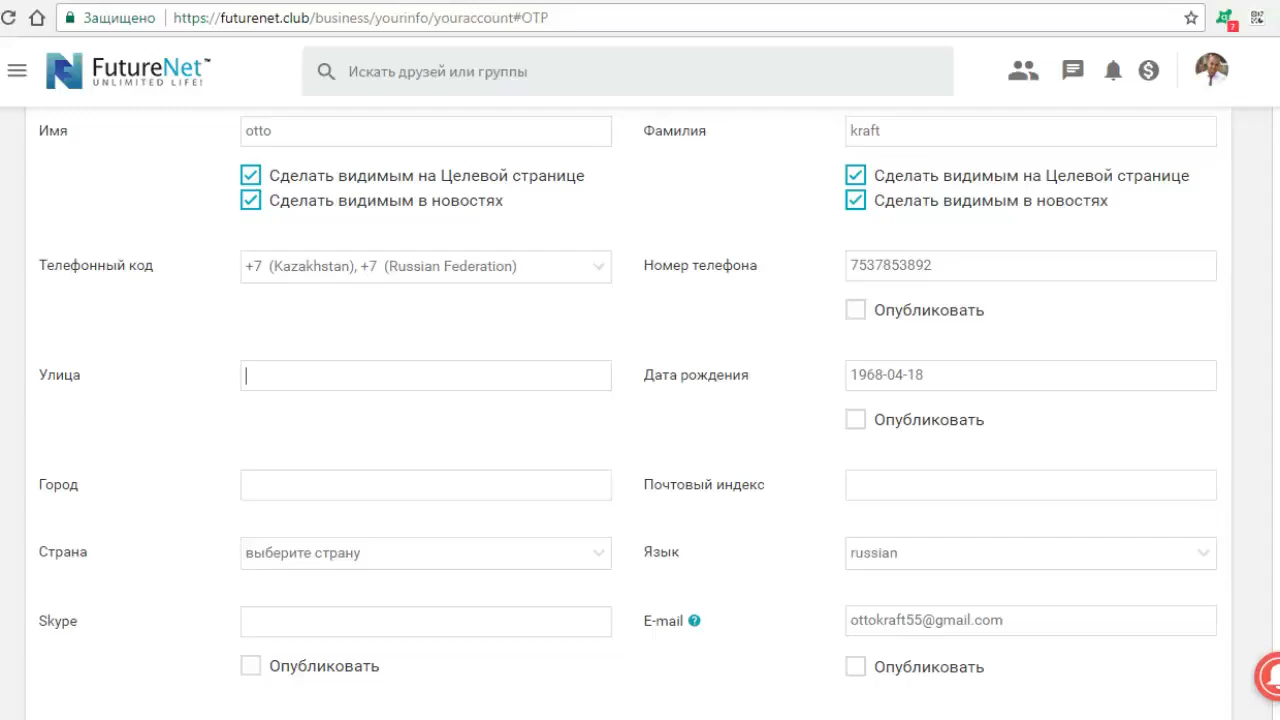 Защищено https://futurenet.club/business/yourinfo/youraccount#OTP
7
FutureNet™ Искать друзей или группы
UNLIMITED LIFE!
Имя otto Фамилия kraft
Сделать видимым на Целевой странице Сделать видимым на Целевой странице
Сделать видимым в новостях Сделать видимым в новостях
Телефонный код +7 (Kazakhstan), +7 (Russian Federation) Номер телефона 7537853892
Опубликовать
Улица Дата рождения 1968-04-18
Опубликовать
Город Почтовый индекс
Страна выберите страну Язык russian
Skype E-mail ? ottokraft55@gmail.com
Опубликовать Опубликовать